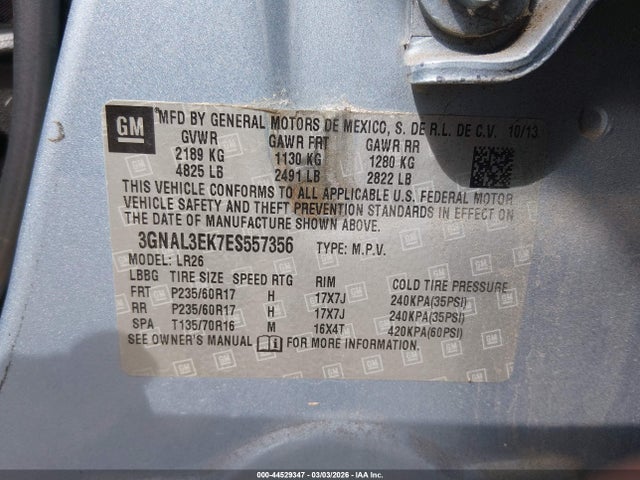 GM
*MFD BY GENERAL MOTORS DE MEXICO, S. DE R.L. DE C.V. 10/13
GVWR GAWR FRT GAWR RR
2189 KG 1130 KG 1280 KG
4825 LB 2491 LB 2822 LB
THIS VEHICLE CONFORMS TO ALL APPLICABLE U.S. FEDERAL MOTOR
VEHICLE SAFETY AND THEFT PREVENTION STANDARDS IN EFFECT ON
THE DATE OF MANUFACTURE SHOWN ABOVE.
3GNAL3EK7ES557356 TYPE: M.P.V.
MODEL: LR26
LBBG TIRE SIZE SPEED RTG RIM COLD TIRE PRESSURE
FRT P235/60R17 H 17X7J 240KPA(35PSI)
RR P235/60R17 H 17X7J 240KPA(35PSI)
SPA T135/70R16 M 16X4T 420KPA(60PSI)
SEE OWNER'S MANUAL FOR MORE INFORMATION.
000-44529347 - 03/03/2026 - IAA Inc.